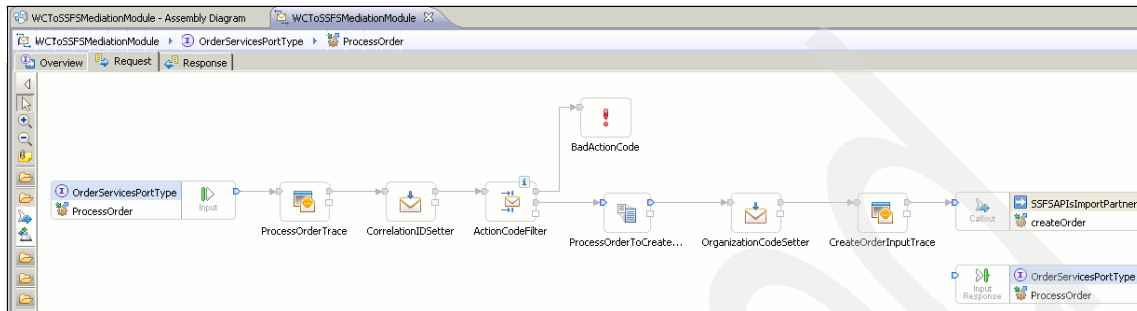 WCToSSFSMediationModule - Assembly Diagram
WCToSSFSMediationModule
WCToSSFSMediationModule OrderServicesPortType ProcessOrder
Overview Request Response
BadActionCode
OrderServicesPortType
ProcessOrder
Input
ProcessOrderTrace
CorrelationIDSetter
ActionCodeFilter
ProcessOrderToCreate...
OrganizationCodeSetter
CreateOrderInputTrace
Callout
SSFSAPIsImportPartner
createOrder
Input
Response
OrderServicesPortType
ProcessOrder